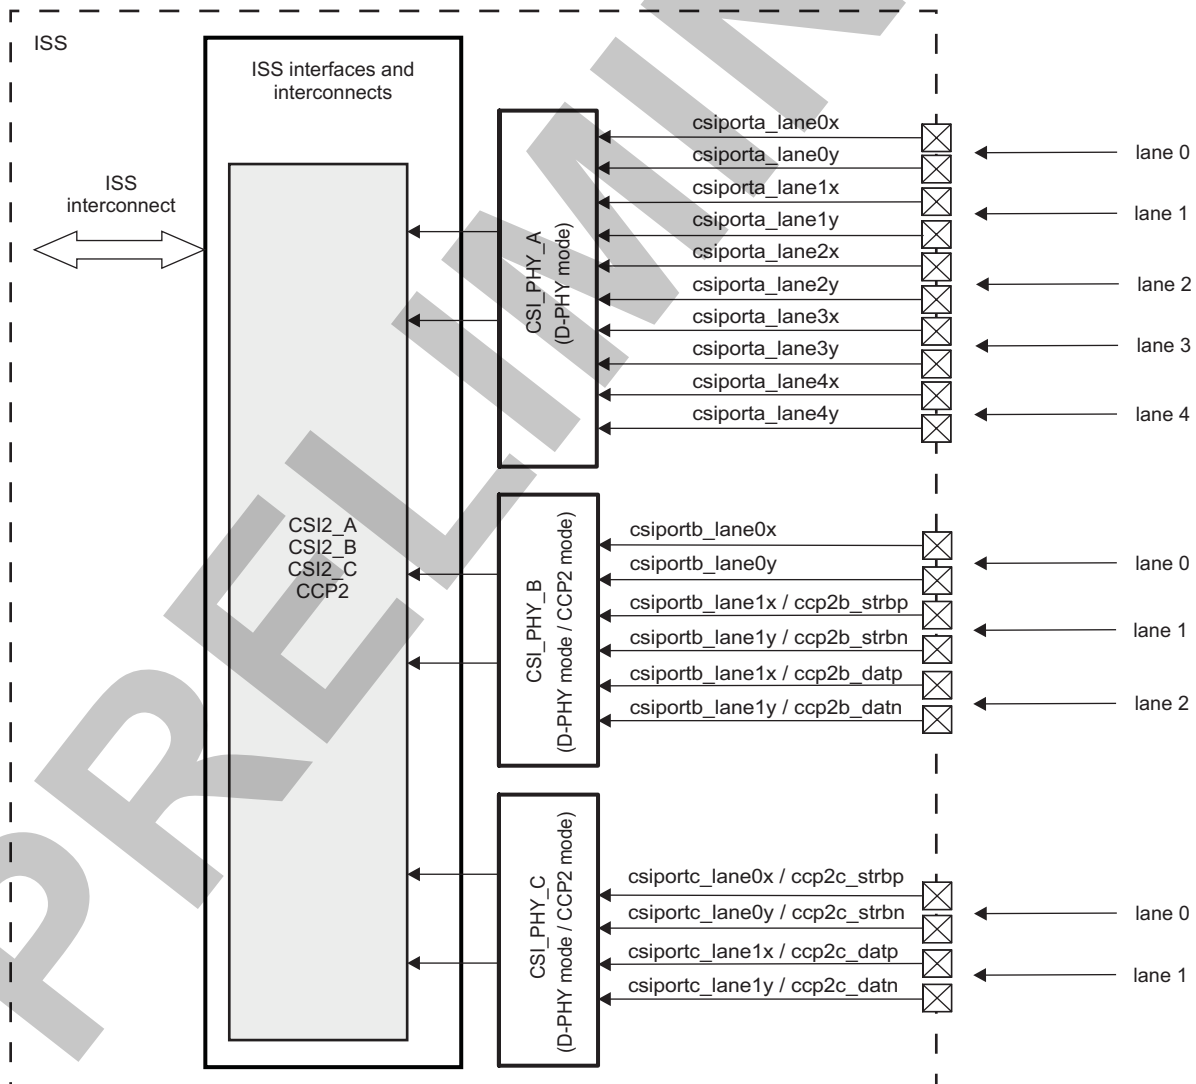 ISS
ISS interfaces and
interconnects
ISS
interconnect
CSI2_A
CSI2_B
CSI2_C
CCP2
CSI_PHY_A
(D-PHY mode)
csiporta_lane0x
csiporta_lane0y
csiporta_lane1x
csiporta_lane1y
csiporta_lane2x
csiporta_lane2y
csiporta_lane3x
csiporta_lane3y
csiporta_lane4x
csiporta_lane4y
lane 0
lane 1
lane 2
lane 3
lane 4
CSI_PHY_B
(D-PHY mode / CCP2 mode)
csiportb_lane0x
csiportb_lane0y
csiportb_lane1x / ccp2b_strbp
csiportb_lane1y / ccp2b_strbn
csiportb_lane1x / ccp2b_datp
csiportb_lane1y / ccp2b_datn
lane 0
lane 1
lane 2
CSI_PHY_C
(D-PHY mode / CCP2 mode)
csiportc_lane0x / ccp2c_strbp
csiportc_lane0y / ccp2c_strbn
csiportc_lane1x / ccp2c_datp
csiportc_lane1y / ccp2c_datn
lane 0
lane 1
PRELIMIN